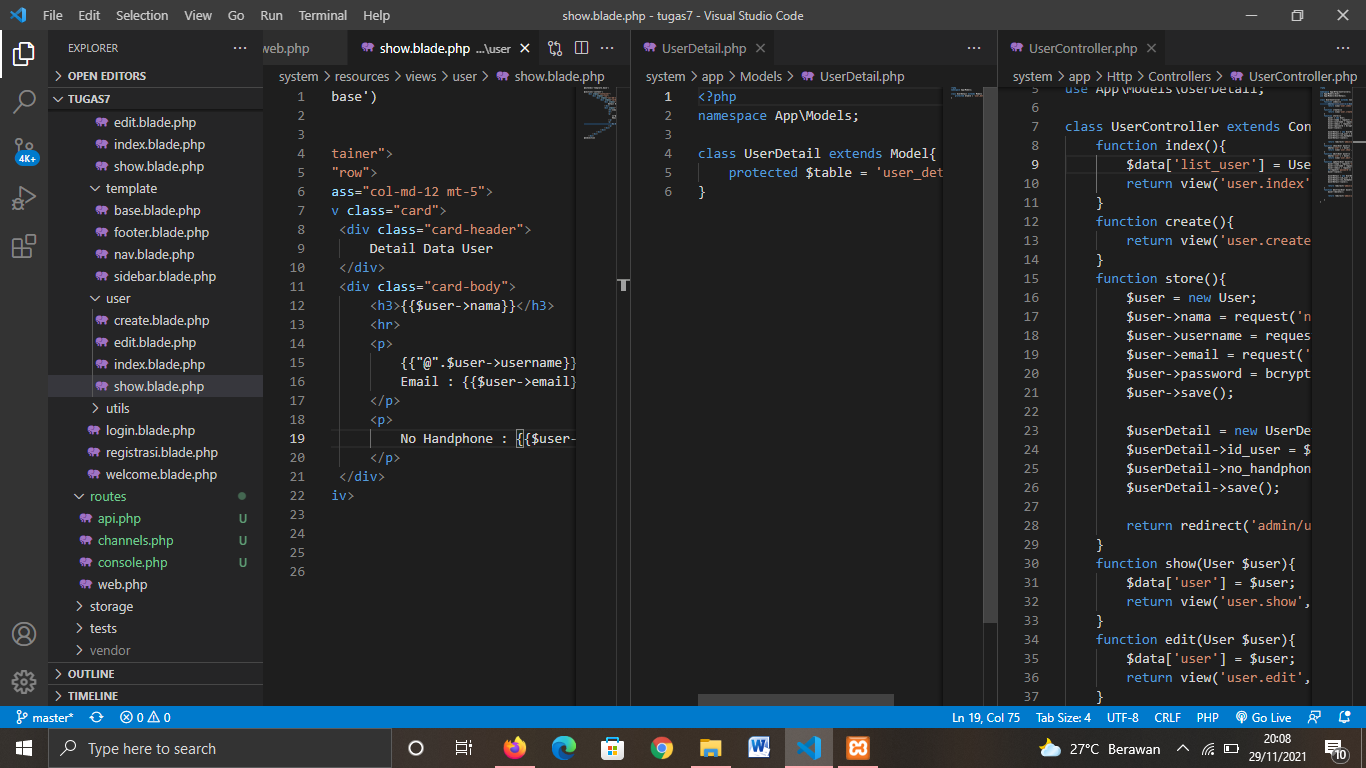 File Edit Selection View Go Run Terminal Help
show.blade.php - tugas7 - Visual Studio Code
EXPLORER
OPEN EDITORS
TUGAS7
edit.blade.php
index.blade.php
show.blade.php
template
base.blade.php
footer.blade.php
nav.blade.php
sidebar.blade.php
user
create.blade.php
edit.blade.php
index.blade.php
show.blade.php
utils
login.blade.php
registrasi.blade.php
welcome.blade.php
routes
api.php U
channels.php U
console.php U
web.php
storage
tests
vendor
OUTLINE
TIMELINE
4K+
web.php
show.blade.php ...\user
system > resources > views > user > show.blade.php
1 base')
2
3
4 tainer">
5 "row">
6 ass="col-md-12 mt-5">
7 v class="card">
8 <div class="card-header">
9 Detail Data User
10 </div>
11 <div class="card-body">
12 <h3>{{$user->nama}}</h3>
13 <hr>
14 <p>
15 {{"@".$user->username}}
16 Email : {{$user->email}
17 </p>
18 <p>
19 No Handphone : {{$user-
20 </p>
21 </div>
22 iv>
23
24
25
26
UserDetail.php
system > app > Models > UserDetail.php
1 <?php
2 namespace App\Models;
3
4 class UserDetail extends Model{
5 protected $table = 'user_det
6 }
UserController.php
system > app > Http > Controllers > UserController.php
5 use App\Models\UserDetail;
6
7 class UserController extends Con
8 function index(){
9 $data['list_user'] = Use
10 return view('user.index'
11 }
12 function create(){
13 return view('user.create
14 }
15 function store(){
16 $user = new User;
17 $user->nama = request('n
18 $user->username = reques
19 $user->email = request('
20 $user->password = bcrypt
21 $user->save();
22
23 $userDetail = new UserDe
24 $userDetail->id_user = $
25 $userDetail->no_handphon
26 $userDetail->save();
27
28 return redirect('admin/u
29 }
30 function show(User $user){
31 $data['user'] = $user;
32 return view('user.show',
33 }
34 function edit(User $user){
35 $data['user'] = $user;
36 return view('user.edit',
37 }
master* 0 0 Ln 19, Col 75 Tab Size: 4 UTF-8 CRLF PHP Go Live
Type here to search
27°C Berawan
20:08
29/11/2021
10